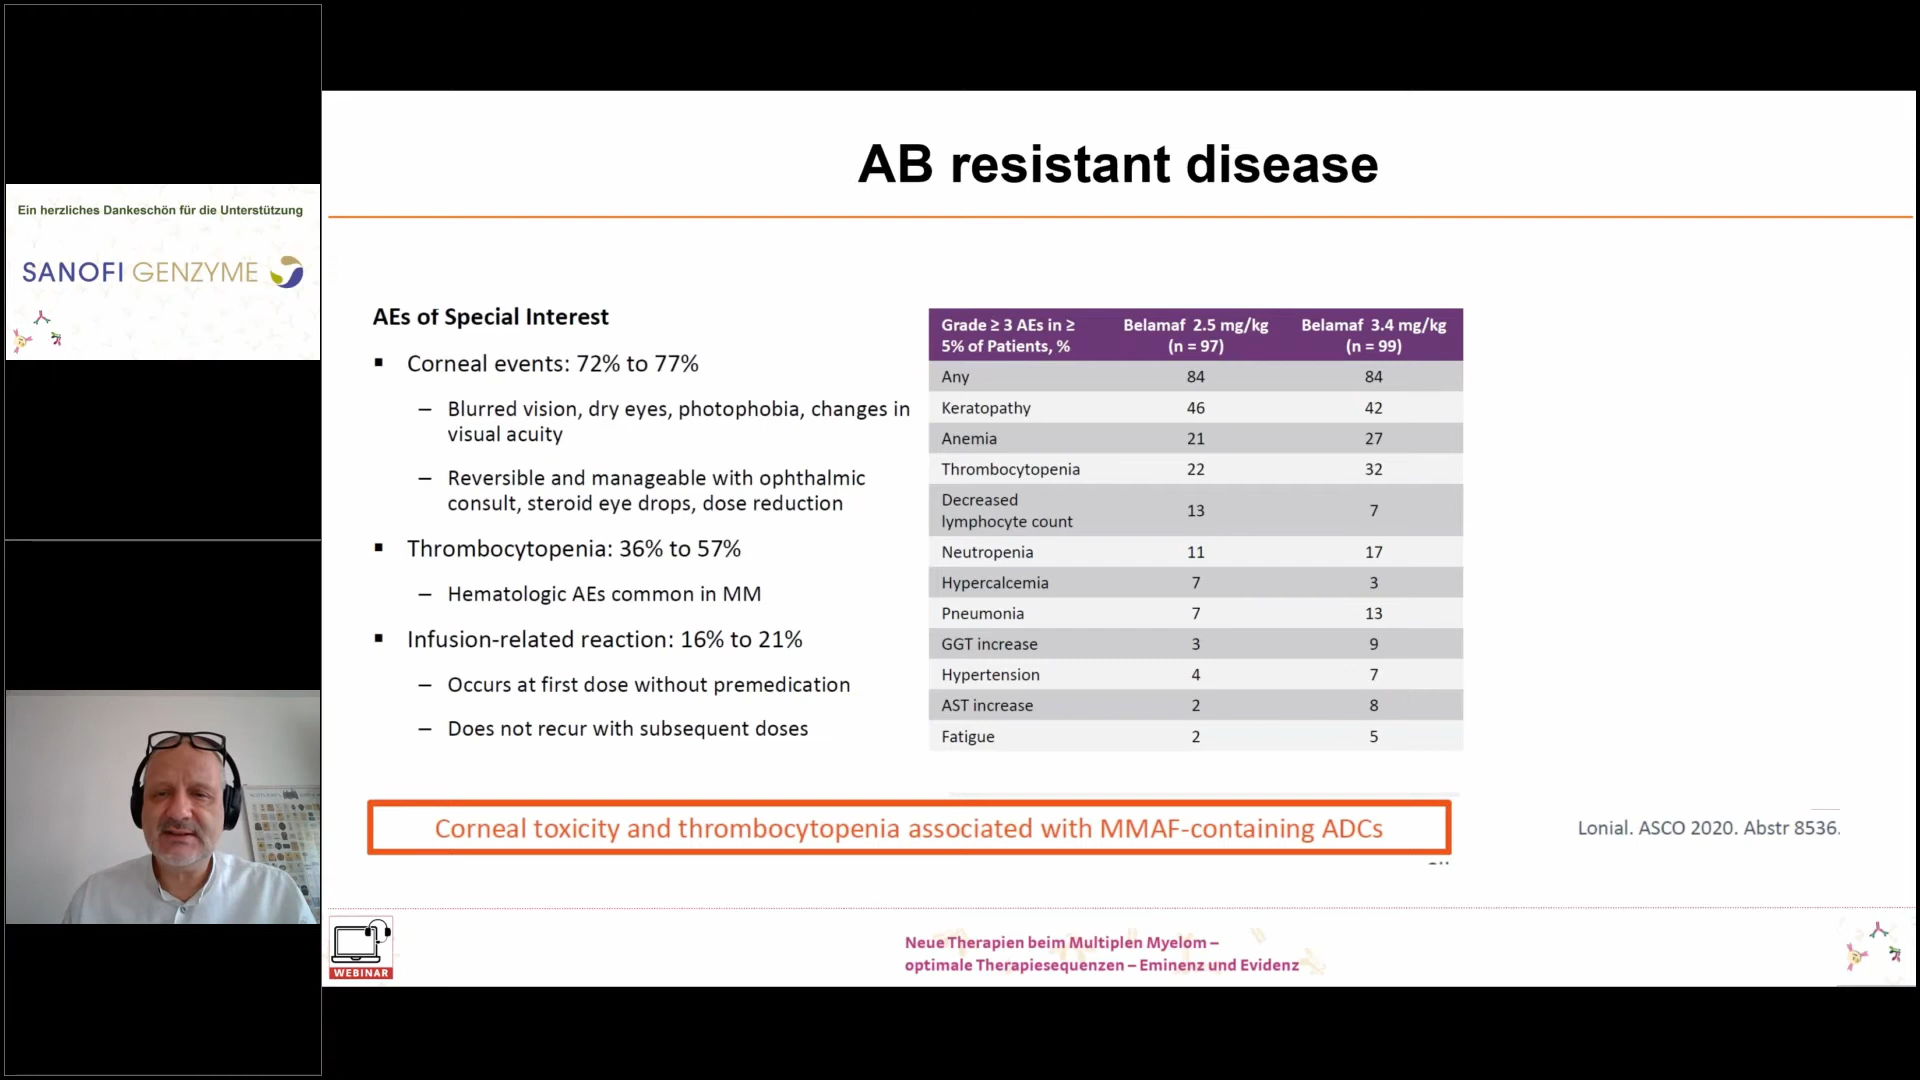 Ein herzliches Dankeschön für die Unterstützung
SANOFI GENZYME
AB resistant disease
AEs of Special Interest
▪ Corneal events: 72% to 77%
– Blurred vision, dry eyes, photophobia, changes in
visual acuity
– Reversible and manageable with ophthalmic
consult, steroid eye drops, dose reduction
▪ Thrombocytopenia: 36% to 57%
– Hematologic AEs common in MM
▪ Infusion-related reaction: 16% to 21%
– Occurs at first dose without premedication
– Does not recur with subsequent doses
Grade ≥ 3 AEs in ≥ Belamaf 2.5 mg/kg Belamaf 3.4 mg/kg
5% of Patients, % (n = 97) (n = 99)
Any 84 84
Keratopathy 46 42
Anemia 21 27
Thrombocytopenia 22 32
Decreased
lymphocyte count 13 7
Neutropenia 11 17
Hypercalcemia 7 3
Pneumonia 7 13
GGT increase 3 9
Hypertension 4 7
AST increase 2 8
Fatigue 2 5
Corneal toxicity and thrombocytopenia associated with MMAF-containing ADCs
Lonial. ASCO 2020. Abstr 8536.
WEBINAR
Neue Therapien beim Multiplen Myelom –
optimale Therapiesequenzen – Eminenz und Evidenz